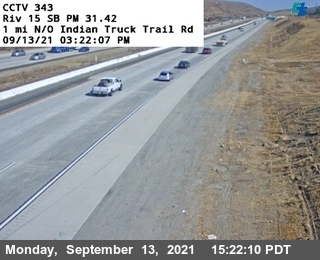 CCTV 343
Riv 15 SB PM 31.42
1 mi N/O Indian Truck Trail Rd
09/13/21 03:22:07 PM
Monday, September 13, 2021 15:22:10 PDT